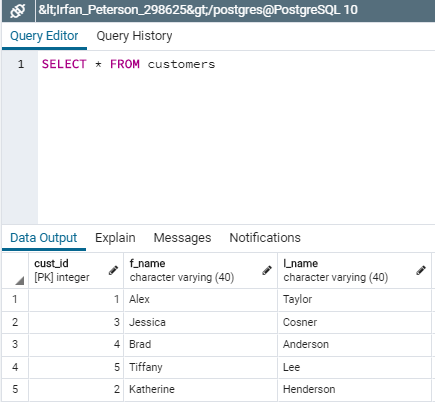 &lt;Irfan_Peterson_298625&gt;/postgres@PostgreSQL 10
Query Editor Query History
1 SELECT * FROM customers
Data Output Explain Messages Notifications
cust_id f_name l_name
[PK] integer character varying (40) character varying (40)
1 1 Alex Taylor
2 3 Jessica Cosner
3 4 Brad Anderson
4 5 Tiffany Lee
5 2 Katherine Henderson